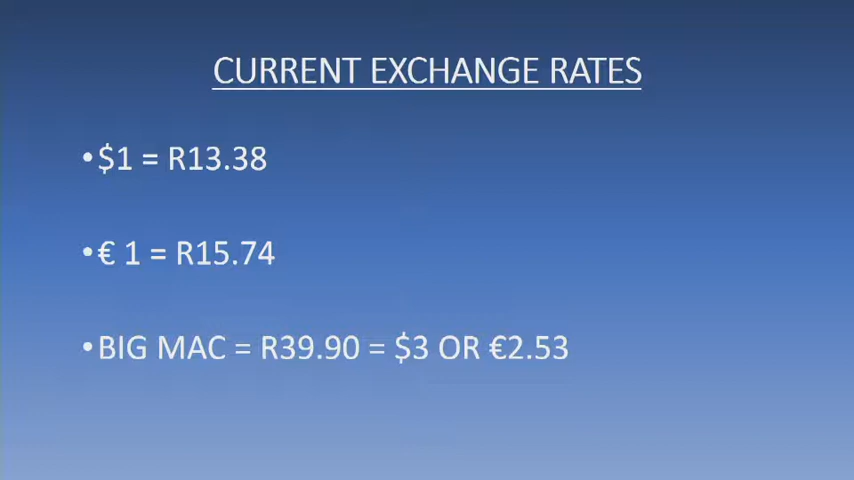 CURRENT EXCHANGE RATES
•$1 = R13.38
•€ 1 = R15.74
•BIG MAC = R39.90 = $3 OR €2.53